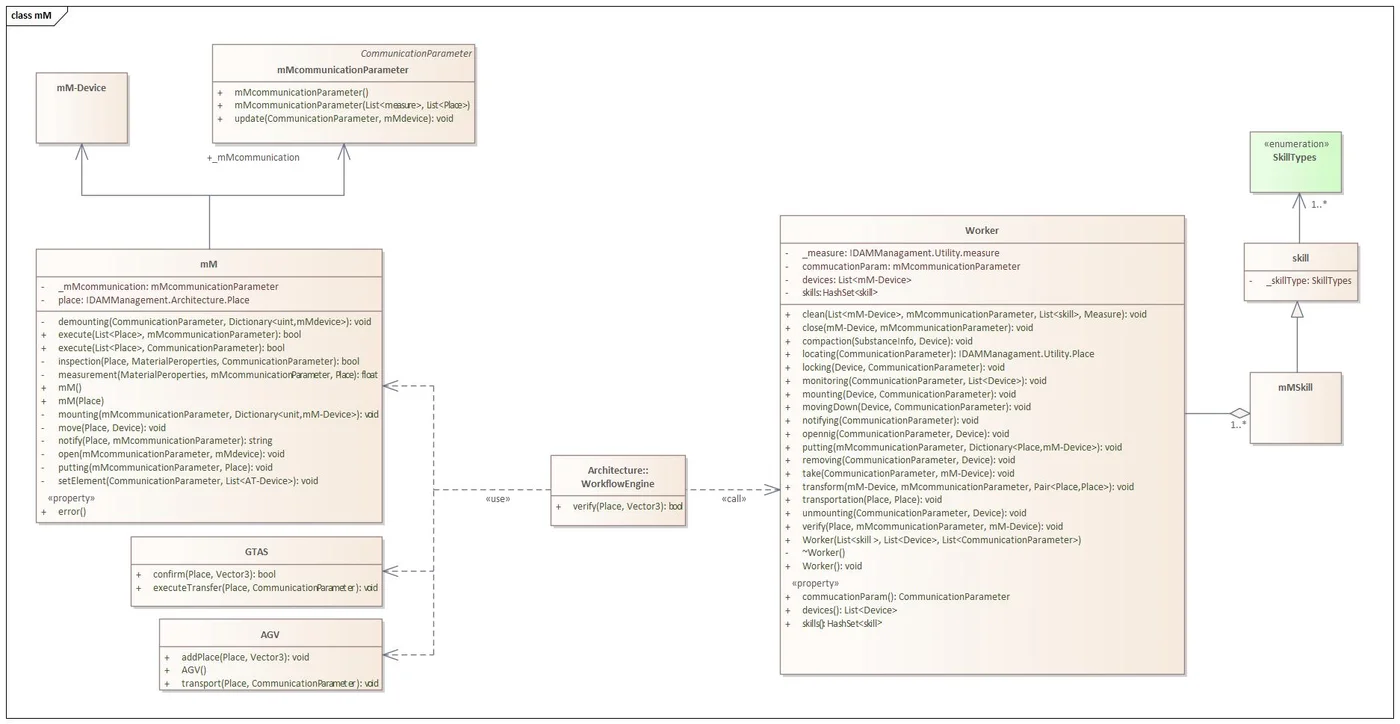 class mM
mM-Device
CommunicationParameter
mMcommunicationParameter
+ mMcommunicationParameter()
+ mMcommunicationParameter(List<measure>, List<Place>)
+ update(CommunicationParameter, mMdevice): void
+_mMcommunication
mM
- _mMcommunication: mMcommunicationParameter
- place: IDAMManagement.Architecture.Place
- demounting(CommunicationParameter, Dictionary<uint,mMdevice>): void
+ execute(List<Place>, mMcommunicationParameter): bool
+ execute(List<Place>, CommunicationParameter): bool
- inspection(Place, MaterialPeroperties, CommunicationParameter): bool
- measurement(MaterialPeroperties, mMcommunicationParameter, Place): float
+ mM()
+ mM(Place)
- mounting(mMcommunicationParameter, Dictionary<unit,mM-Device>): void
- move(Place, Device): void
- notify(Place, mMcommunicationParameter): string
- open(mMcommunicationParameter, mMdevice): void
- putting(mMcommunicationParameter, Place): void
- setElement(CommunicationParameter, List<AT-Device>): void
«property»
+ error()
GTAS
+ confirm(Place, Vector3): bool
+ executeTransfer(Place, CommunicationParameter): void
AGV
+ addPlace(Place, Vector3): void
+ AGV()
+ transport(Place, CommunicationParameter): void
«use»
Architecture::
WorkflowEngine
+ verify(Place, Vector3): bool
«call»
Worker
- _measure: IDAMManagament.Utility.measure
- commucationParam: mMcommunicationParameter
- devices: List<mM-Device>
- skills:HashSet<skill>
+ clean(List<mM-Device>, mMcommunicationParameter, List<skill>, Measure): void
+ close(mM-Device, mMcommunicationParameter): void
+ compaction(SubstanceInfo, Device): void
+ locating(CommunicationParameter): IDAMManagament.Utility.Place
+ locking(Device, CommunicationParameter): void
+ monitoring(CommunicationParameter, List<Device>): void
+ mounting(Device, CommunicationParameter): void
+ movingDown(Device, CommunicationParameter): void
+ notifying(CommunicationParameter): void
+ opennig(CommunicationParameter, Device): void
+ putting(mMcommunicationParameter, Dictionary<Place,mM-Device>): void
+ removing(CommunicationParameter, Device): void
+ take(CommunicationParameter, mM-Device): void
+ transform(mM-Device, mMcommunicationParameter, Pair<Place,Place>): void
+ transportation(Place, Place): void
+ unmounting(CommunicationParameter, Device): void
+ verify(Place, mMcommunicationParameter, mM-Device): void
+ Worker(List<skill >, List<Device>, List<CommunicationParameter>)
- ~Worker()
+ Worker(): void
«property»
+ commucationParam(): CommunicationParameter
+ devices(): List<Device>
+ skills(): HashSet<skill>
«enumeration»
SkillTypes
1..*
skill
- _skillType: SkillTypes
mMSkill
1..*